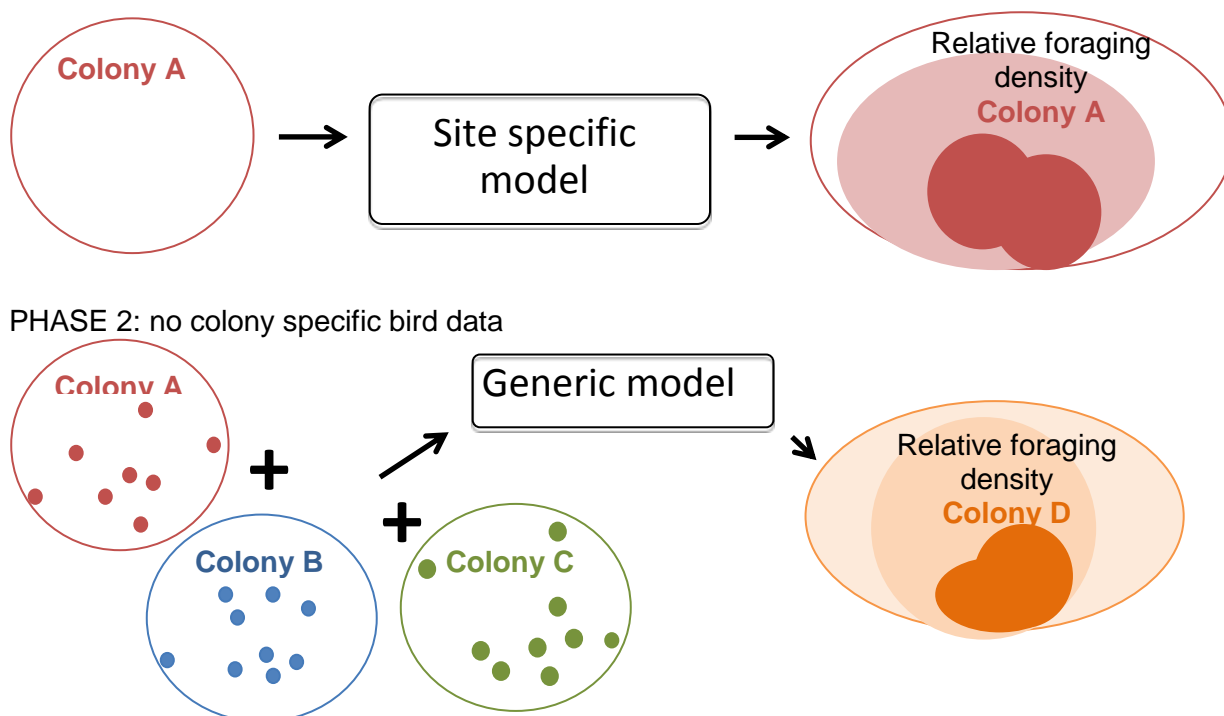 Colony A
Site specific
model
Relative foraging
density
Colony A
PHASE 2: no colony specific bird data
Colony A
Colony B
Colony C
Generic model
Relative foraging
density
Colony D